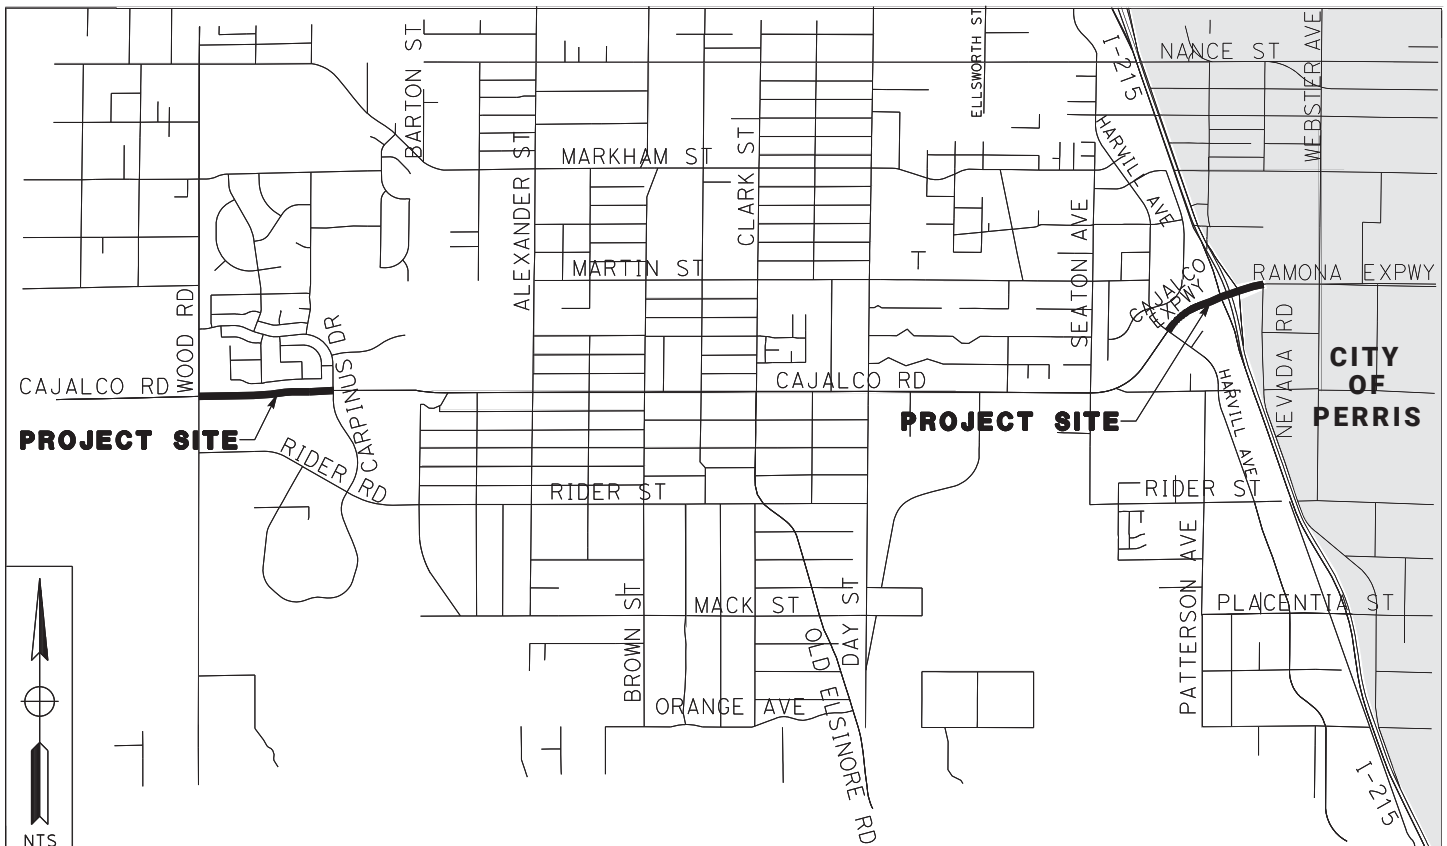 NANCE ST
WEBSTER AVE
ELLSWORTH ST
BARTON ST
I-215
HARVILL AVE
MARKHAM ST
CLARK ST
ALEXANDER ST
SEATON AVE
MARTIN ST
RAMONA EXPWY
CAJALCO
EXPWY
WOOD RD
CARPINUS DR
NEVADA RD
CITY
OF
PERRIS
CAJALCO RD
CAJALCO RD
HARVILL AVE
PROJECT SITE
PROJECT SITE
RIDER RD
RIDER ST
RIDER ST
PATTERSON AVE
BROWN ST
MACK ST
DAY ST
PLACENTIA ST
OLD ELSINORE RD
ORANGE AVE
I-215
NTS